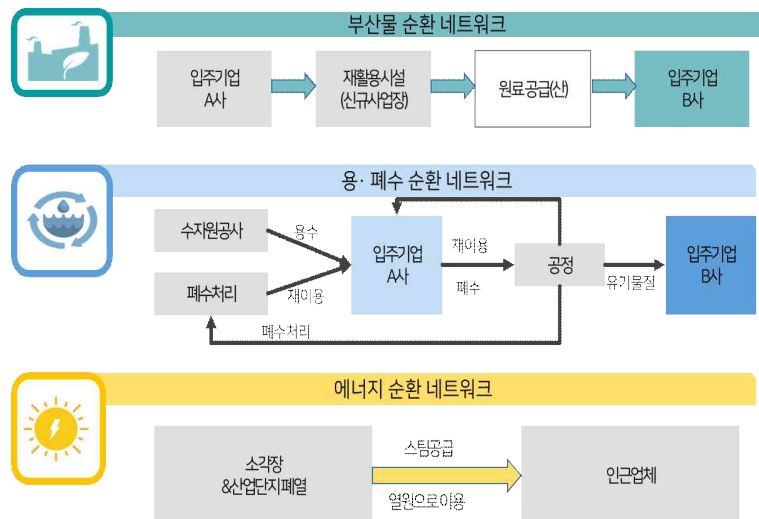 부산물 순환 네트워크
입주기업
A사
재활용시설
(신규사업장)
원료공급(산)
입주기업
B사
용·폐수 순환 네트워크
수자원공사
용수
폐수처리
재이용
입주기업
A사
재이용
폐수
공정
유기물질
입주기업
B사
폐수처리
에너지 순환 네트워크
소각장
&산업단지폐열
스팀공급
열원으로이용
인근업체